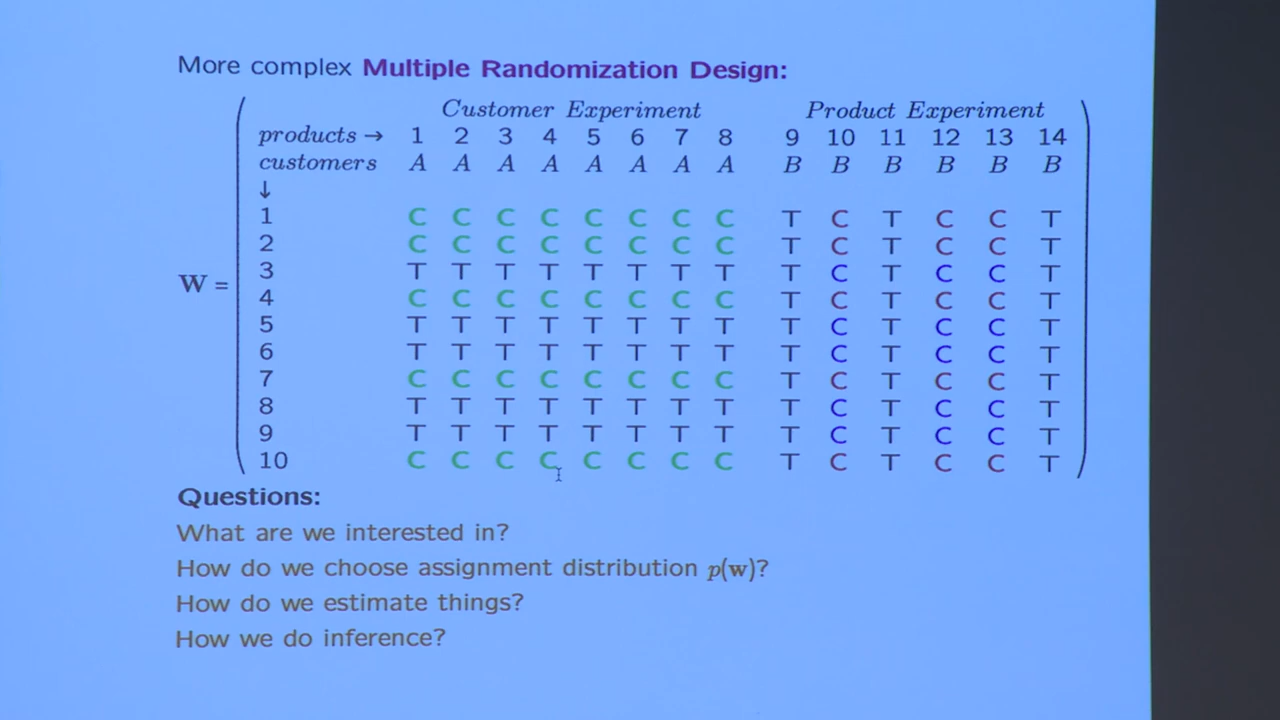 More complex Multiple Randomization Design:
Customer Experiment Product Experiment
products → 1 2 3 4 5 6 7 8 9 10 11 12 13 14
customers A A A A A A A A B B B B B B
↓
1 C C C C C C C C T C T C C T
2 C C C C C C C C T C T C C T
3 T T T T T T T T T C T C C T
W =
4 C C C C C C C C T C T C C T
5 T T T T T T T T T C T C C T
6 T T T T T T T T T C T C C T
7 C C C C C C C C T C T C C T
8 T T T T T T T T T C T C C T
9 T T T T T T T T T C T C C T
10 C C C C C C C C T C T C C T
Questions:
What are we interested in?
How do we choose assignment distribution p(w)?
How do we estimate things?
How we do inference?